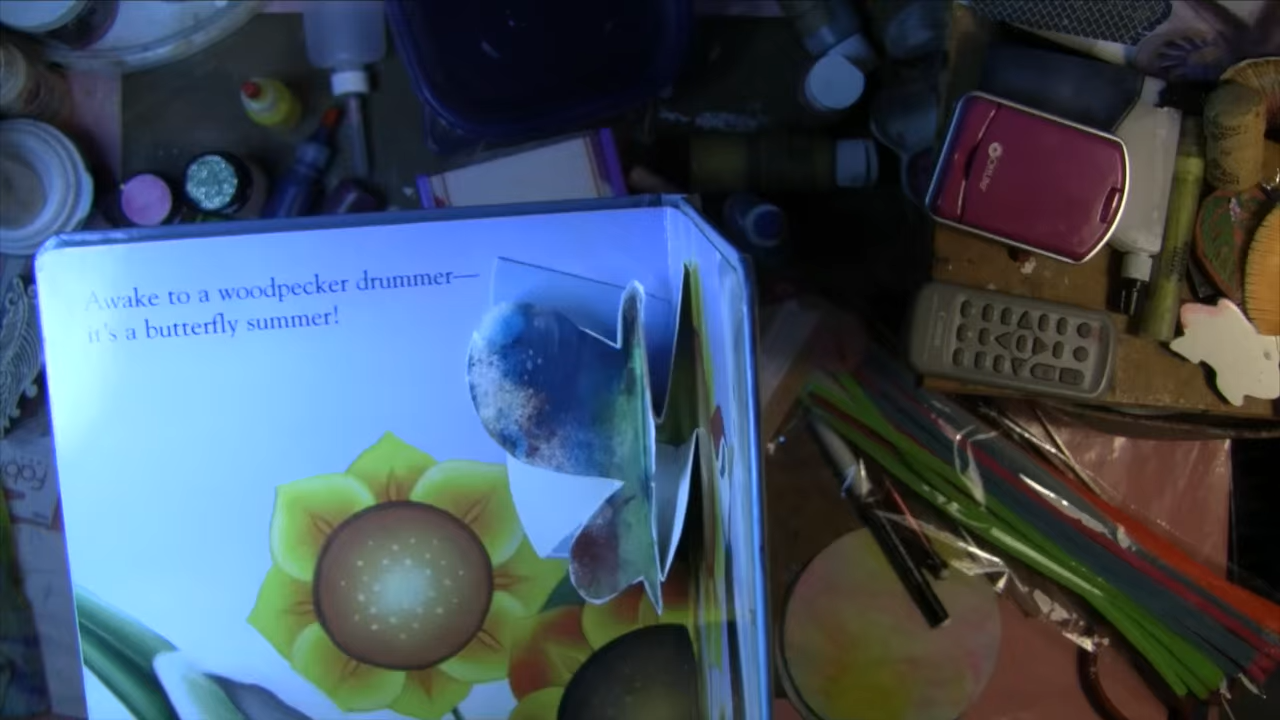 Awake to a woodpecker drummer—
it's a butterfly summer!